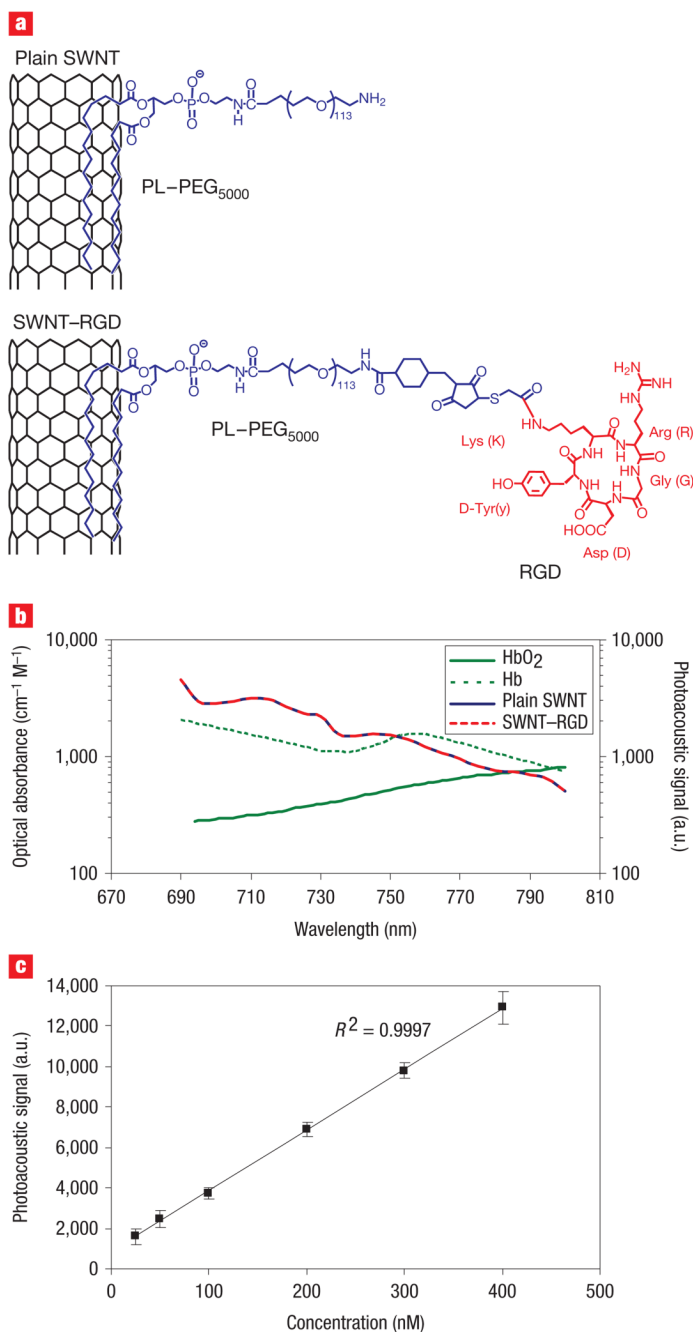 a
Plain SWNT
O
O
O
O
O⊖
O
P
O
O
N
H
O
O
113
NH2
PL–PEG5000
SWNT–RGD
O
O
O
O
O⊖
O
P
O
O
N
H
O
O
113
H
N
O
O
O
S
O
HN
PL–PEG5000
Lys (K)
H2N
NH
HN
Arg (R)
O
O
NH
N
H
O
HN
Gly (G)
HO
D-Tyr(y)
O
NH
H
N
O
O
HOOC
Asp (D)
RGD
b
10,000
1,000
100
Optical absorbance (cm−1 M−1)
HbO2
Hb
Plain SWNT
SWNT–RGD
10,000
1,000
100
Photoacoustic signal (a.u.)
670 690 710 730 750 770 790 810
Wavelength (nm)
c
14,000
12,000
10,000
8,000
6,000
4,000
2,000
0
Photoacoustic signal (a.u.)
R2 = 0.9997
0 100 200 300 400 500
Concentration (nM)